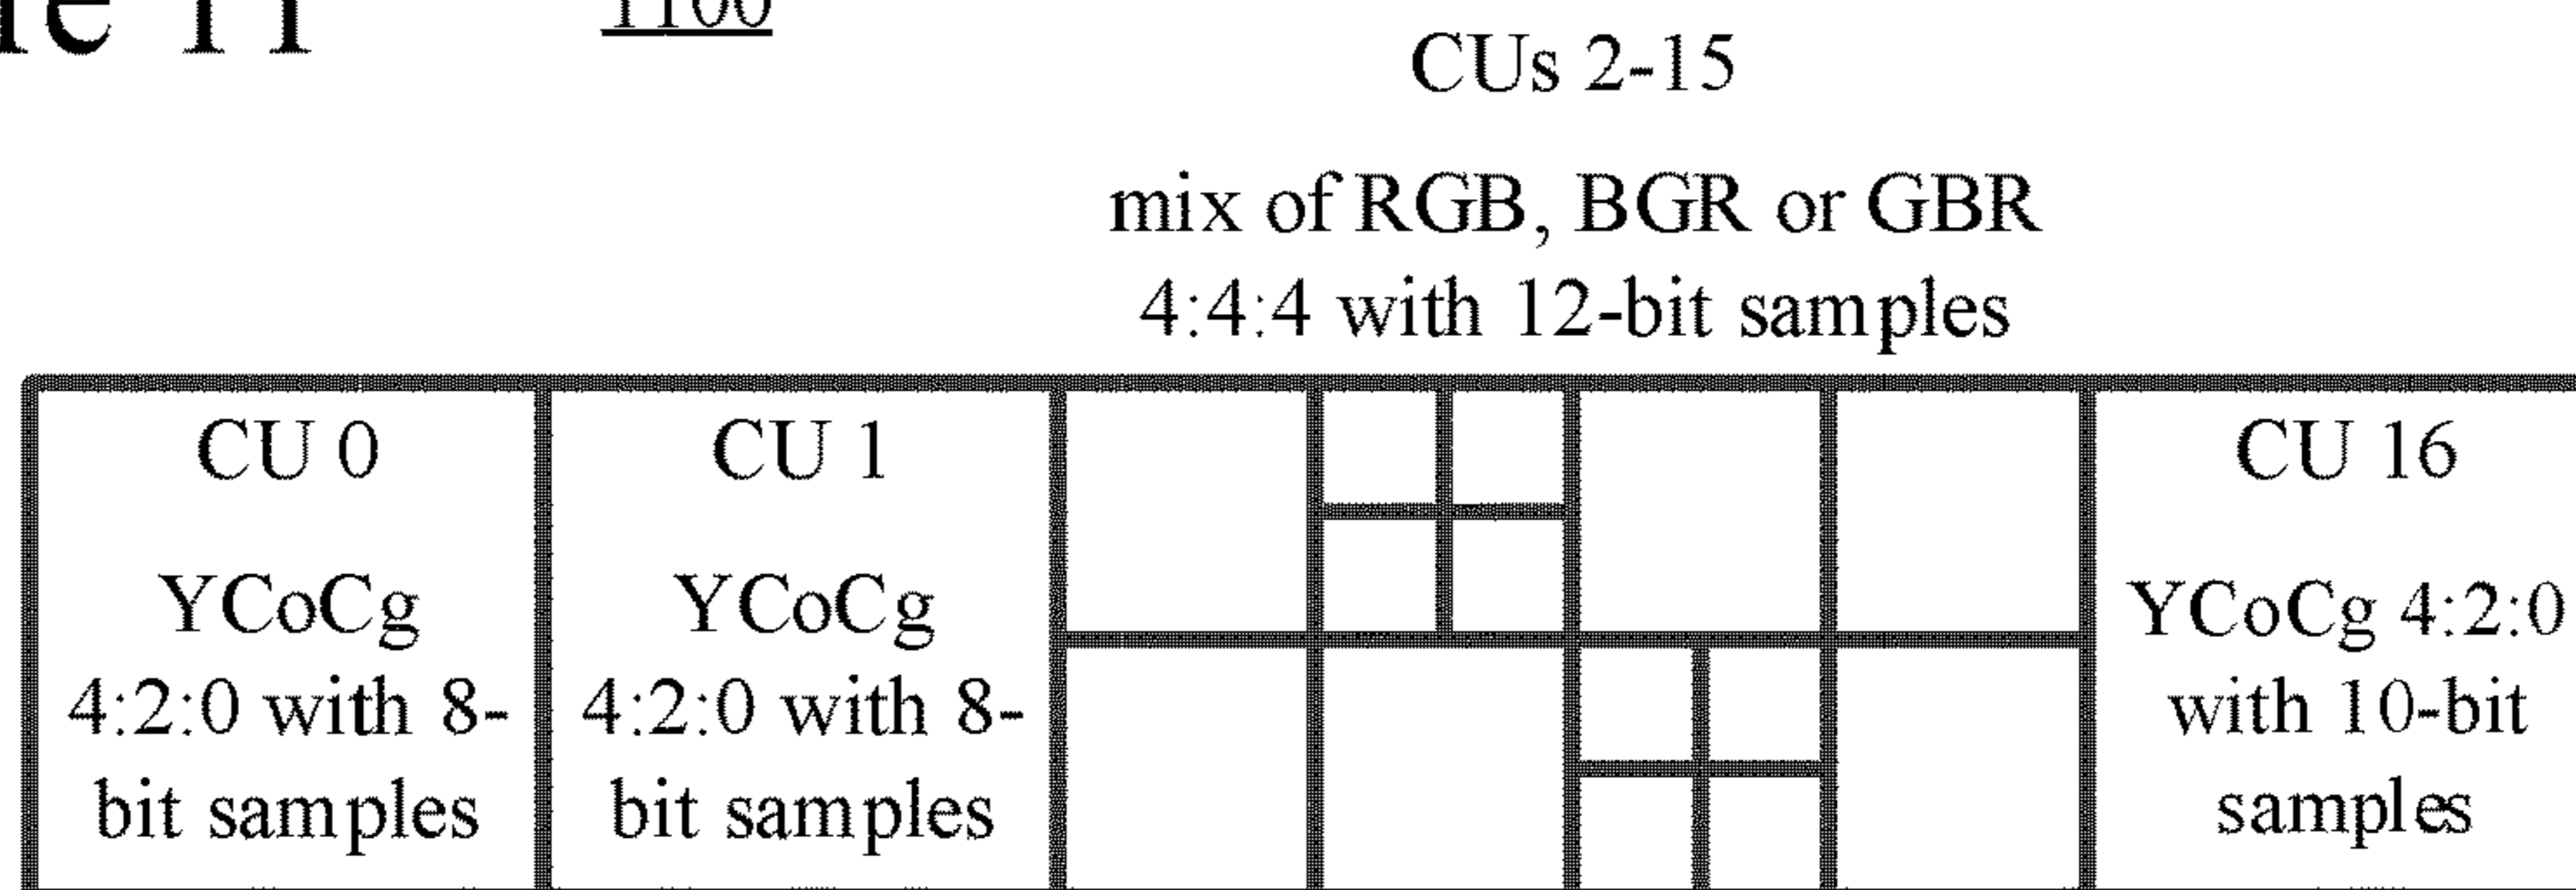 1100
CUs 2-15
mix of RGB, BGR or GBR
4:4:4 with 12-bit samples
CU 0
YCoCg
4:2:0 with 8-
bit samples
CU 1
YCoCg
4:2:0 with 8-
bit samples
CU 16
YCoCg 4:2:0
with 10-bit
samples